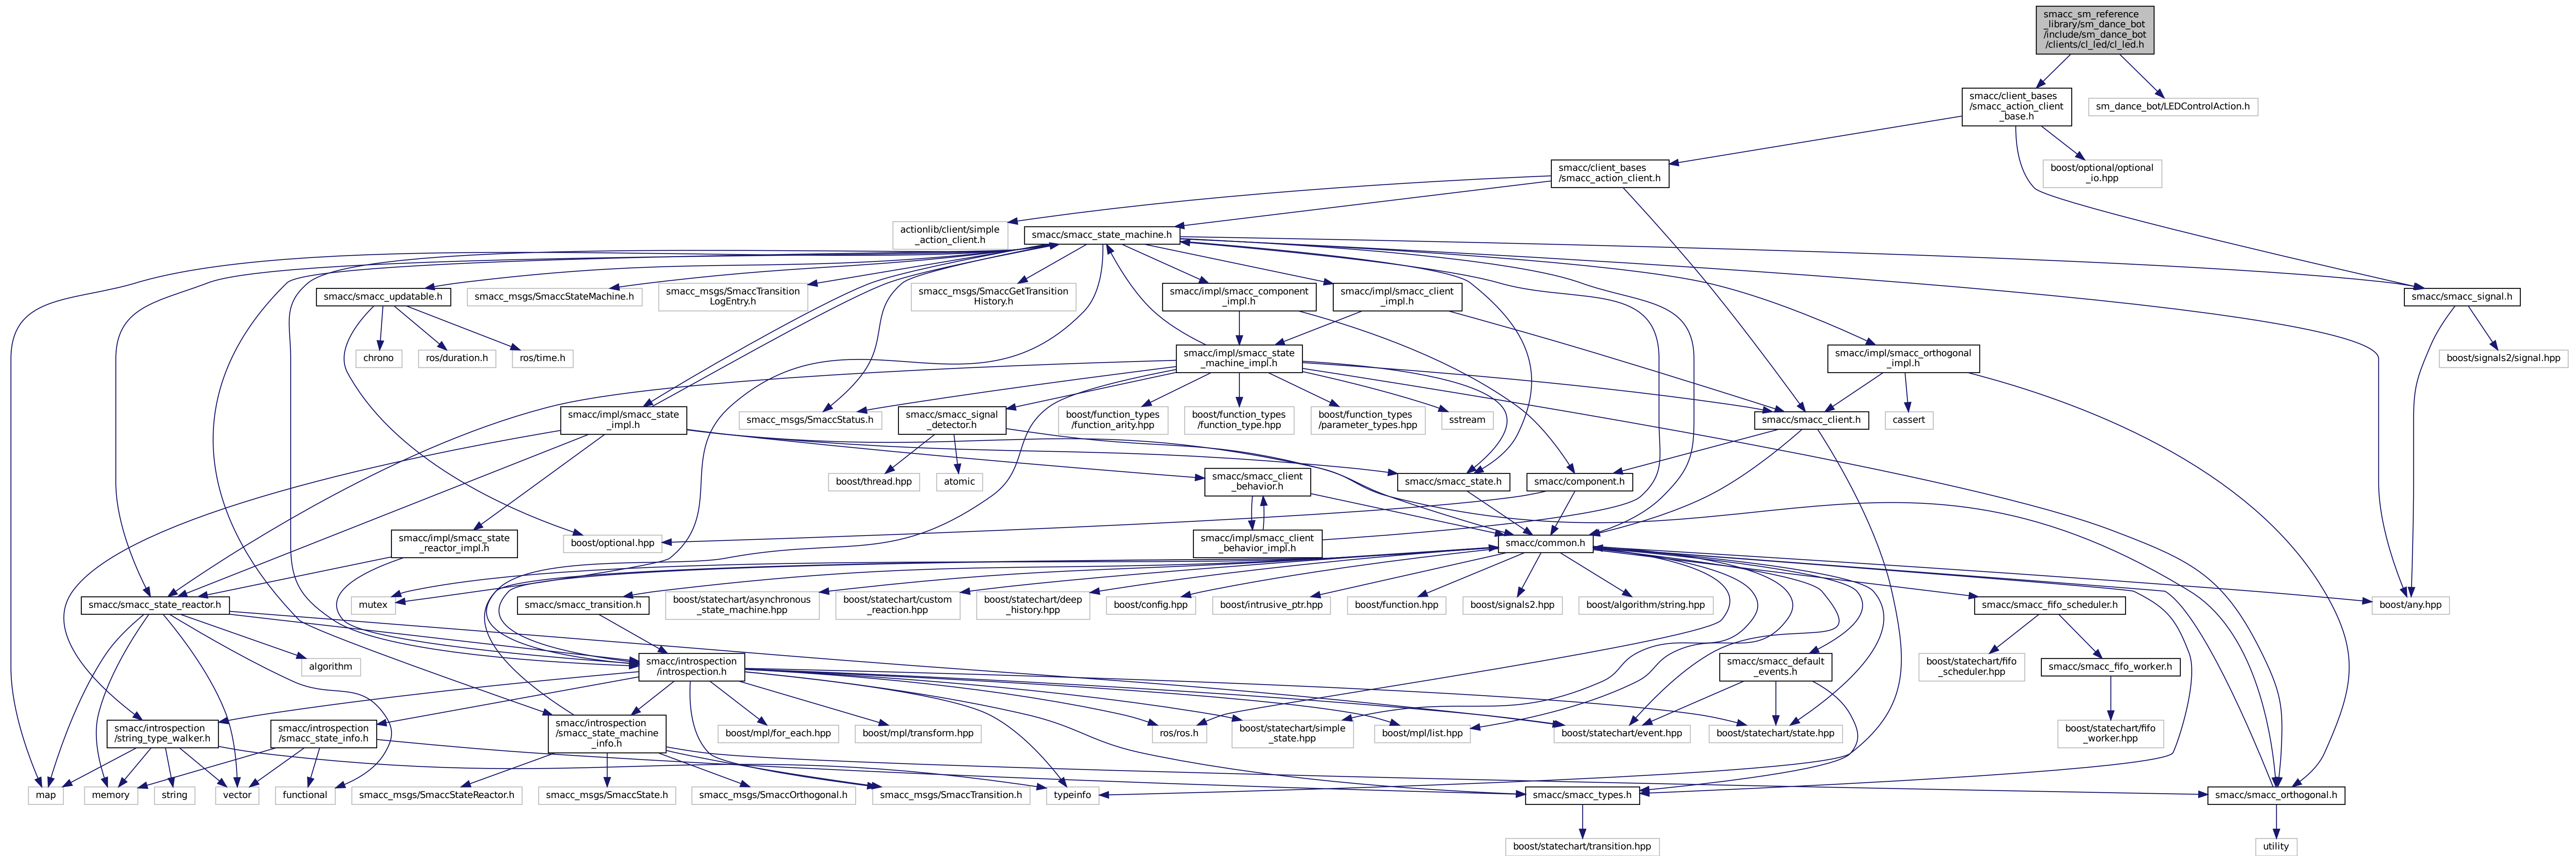 smacc_sm_reference
_library/sm_dance_bot
/include/sm_dance_bot
/clients/cl_led/cl_led.h
smacc/client_bases
/smacc_action_client
_base.h
sm_dance_bot/LEDControlAction.h
smacc/client_bases
/smacc_action_client.h
boost/optional/optional
_io.hpp
actionlib/client/simple
_action_client.h
smacc/smacc_state_machine.h
smacc/smacc_updatable.h
smacc_msgs/SmaccStateMachine.h
smacc_msgs/SmaccTransition
LogEntry.h
smacc_msgs/SmaccGetTransition
History.h
smacc/impl/smacc_component
_impl.h
smacc/impl/smacc_client
_impl.h
smacc/smacc_signal.h
chrono
ros/duration.h
ros/time.h
smacc/impl/smacc_state
_machine_impl.h
smacc/impl/smacc_orthogonal
_impl.h
boost/signals2/signal.hpp
smacc/impl/smacc_state
_impl.h
smacc_msgs/SmaccStatus.h
smacc/smacc_signal
_detector.h
boost/function_types
/function_arity.hpp
boost/function_types
/function_type.hpp
boost/function_types
/parameter_types.hpp
sstream
smacc/smacc_client.h
cassert
boost/thread.hpp
atomic
smacc/smacc_client
_behavior.h
smacc/smacc_state.h
smacc/component.h
smacc/impl/smacc_state
_reactor_impl.h
boost/optional.hpp
smacc/impl/smacc_client
_behavior_impl.h
smacc/common.h
smacc/smacc_state_reactor.h
mutex
smacc/smacc_transition.h
boost/statechart/asynchronous
_state_machine.hpp
boost/statechart/custom
_reaction.hpp
boost/statechart/deep
_history.hpp
boost/config.hpp
boost/intrusive_ptr.hpp
boost/function.hpp
boost/signals2.hpp
boost/algorithm/string.hpp
smacc/smacc_fifo_scheduler.h
boost/any.hpp
algorithm
smacc/introspection
/introspection.h
smacc/smacc_default
_events.h
boost/statechart/fifo
_scheduler.hpp
smacc/smacc_fifo_worker.h
smacc/introspection
/string_type_walker.h
smacc/introspection
/smacc_state_info.h
smacc/introspection
/smacc_state_machine
_info.h
boost/mpl/for_each.hpp
boost/mpl/transform.hpp
ros/ros.h
boost/statechart/simple
_state.hpp
boost/mpl/list.hpp
boost/statechart/event.hpp
boost/statechart/state.hpp
boost/statechart/fifo
_worker.hpp
map
memory
string
vector
functional
smacc_msgs/SmaccStateReactor.h
smacc_msgs/SmaccState.h
smacc_msgs/SmaccOrthogonal.h
smacc_msgs/SmaccTransition.h
typeinfo
smacc/smacc_types.h
smacc/smacc_orthogonal.h
boost/statechart/transition.hpp
utility